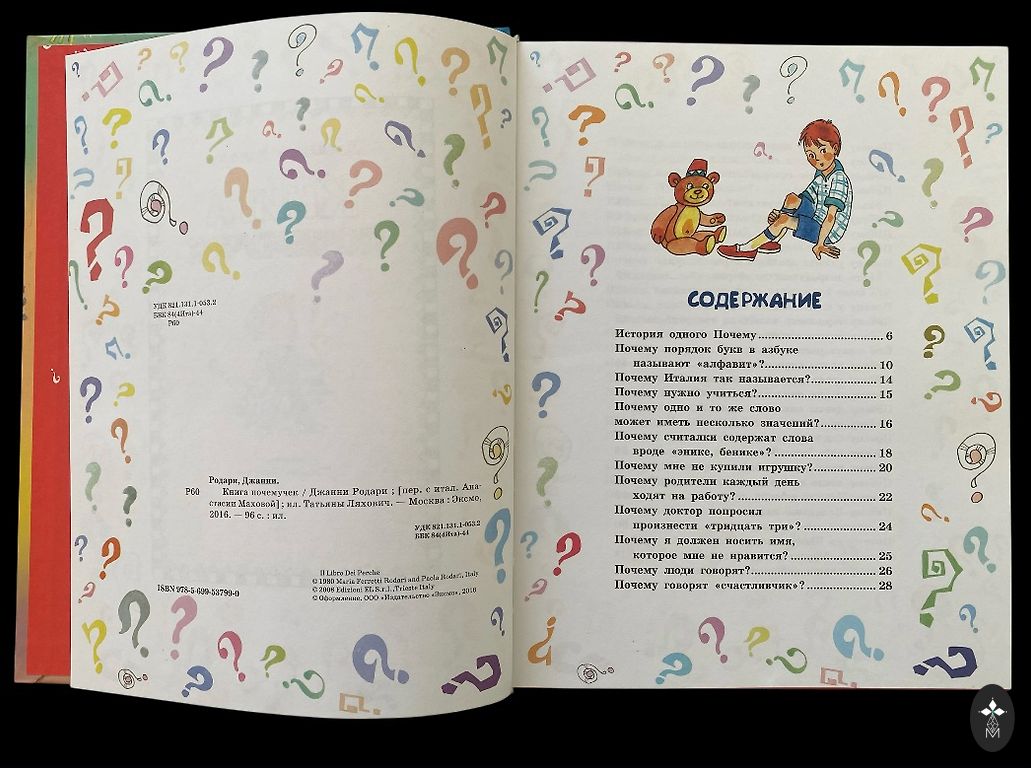 УДК 821.131.1-053.2
ББК 84(4Ита)-44
Р60
Родари, Джанни.
Р60 Книга почемучек / Джанни Родари ; [пер. с итал. Ана-
стасии Маховой] ; ил. Татьяны Ляхович. — Москва : Эксмо,
2016. — 96 с. : ил.
УДК 821.131.1-053.2
ББК 84(4Ита)-44
Il Libro Dei Perche
© 1980 Maria Ferretti Rodari and Paola Rodari, Italy
© 2008 Edizioni EL S.r.l., Trieste Italy
© Оформление. ООО «Издательство «Эксмо», 2016
ISBN 978-5-699-53799-0
СОДЕРЖАНИЕ
История одного Почему.................................... 6
Почему порядок букв в азбуке
называют «алфавит»?................................. 10
Почему Италия так называется?.................... 14
Почему нужно учиться?................................... 15
Почему одно и то же слово
может иметь несколько значений?................. 16
Почему считалки содержат слова
вроде «энике, бенике»?............................... 18
Почему мне не купили игрушку?.................... 20
Почему родители каждый день
ходят на работу?......................................... 22
Почему доктор попросил
произнести «тридцать три»?...................... 24
Почему я должен носить имя,
которое мне не нравится?.......................... 25
Почему люди говорят?..................................... 26
Почему говорят «счастливчик»?..................... 28
М